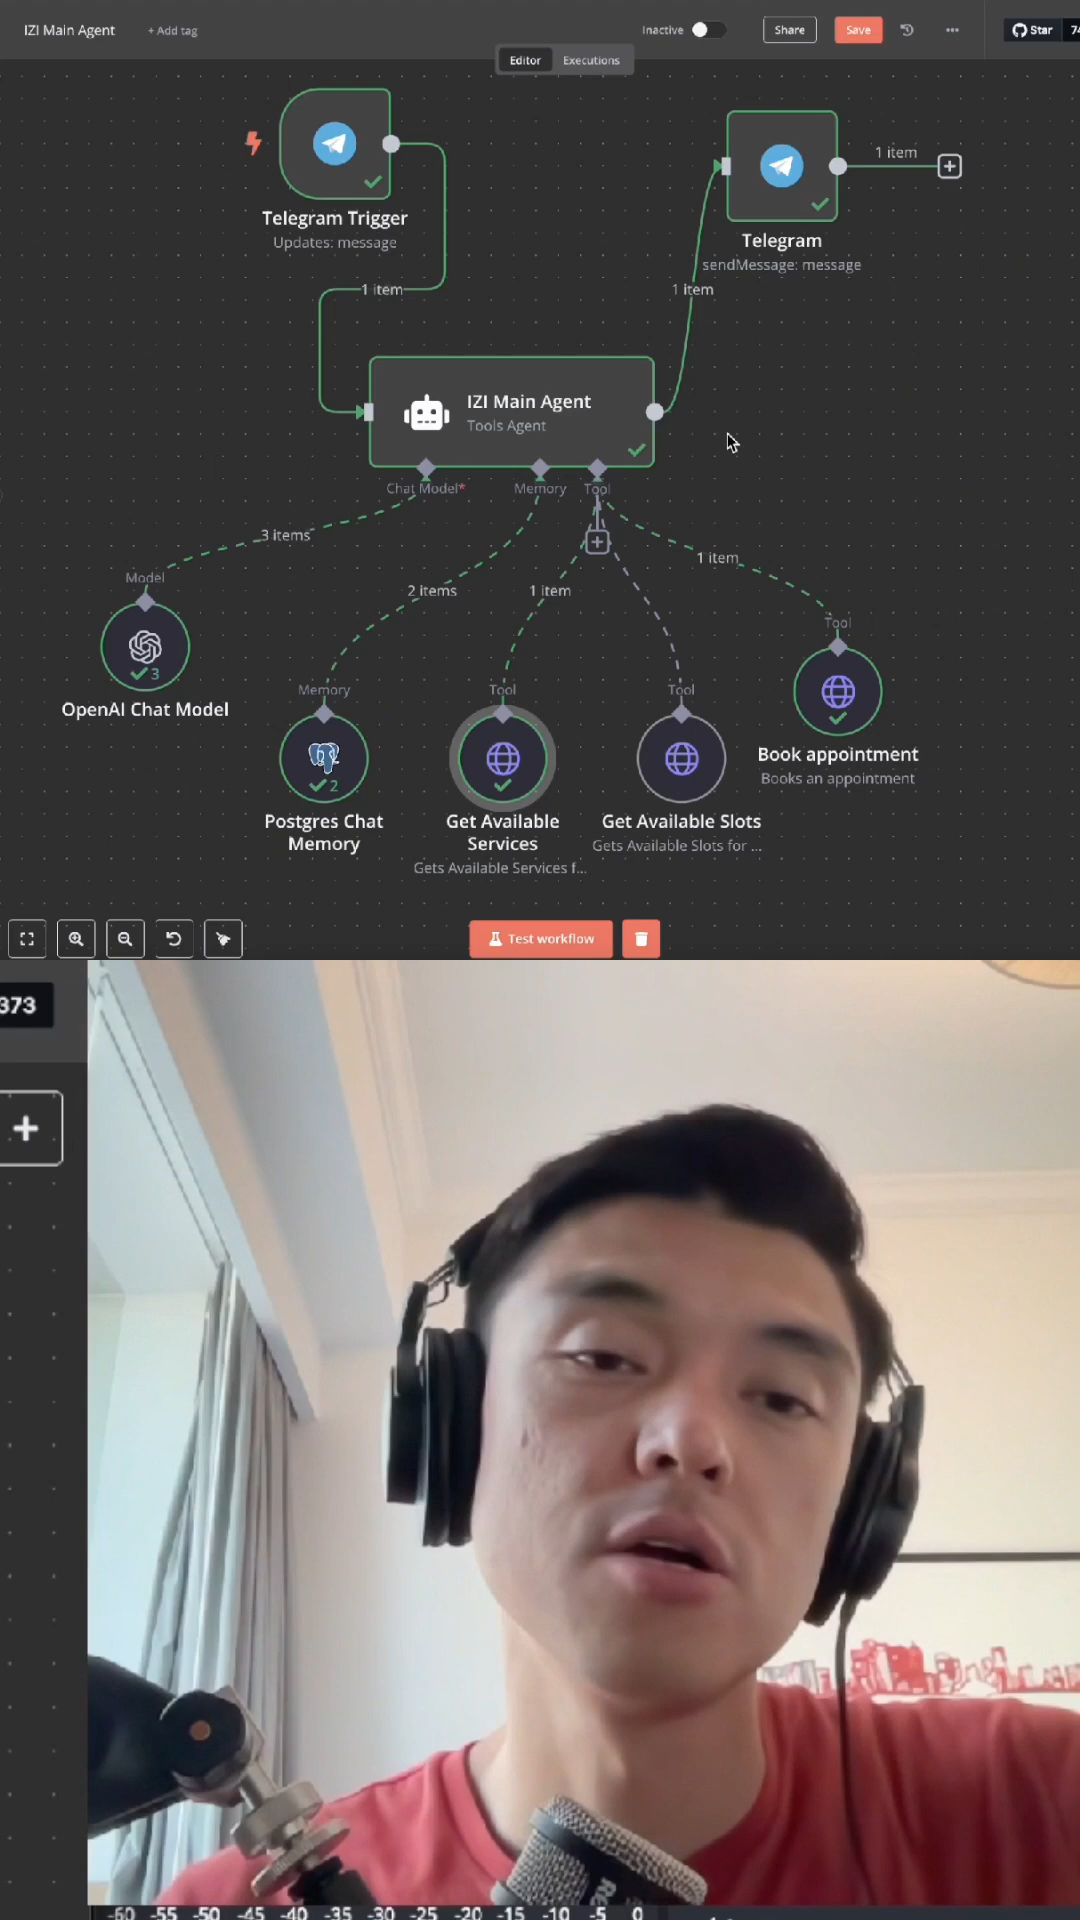 IZI Main Agent
+ Add tag
Inactive
Share
Save
Star
74
Editor
Executions
Telegram Trigger
Updates: message
1 item
Telegram
sendMessage: message
1 item
1 item
IZI Main Agent
Tools Agent
Chat Model*
Memory
Tool
3 items
2 items
1 item
1 item
Model
3
OpenAI Chat Model
Memory
2
Postgres Chat
Memory
Tool
Get Available
Services
Gets Available Services f...
Tool
Get Available Slots
Gets Available Slots for ...
Tool
Book appointment
Books an appointment
Test workflow
373
-60 -55 -50 -45 -40 -35 -30 -25 -20 -15 -10 -5 0